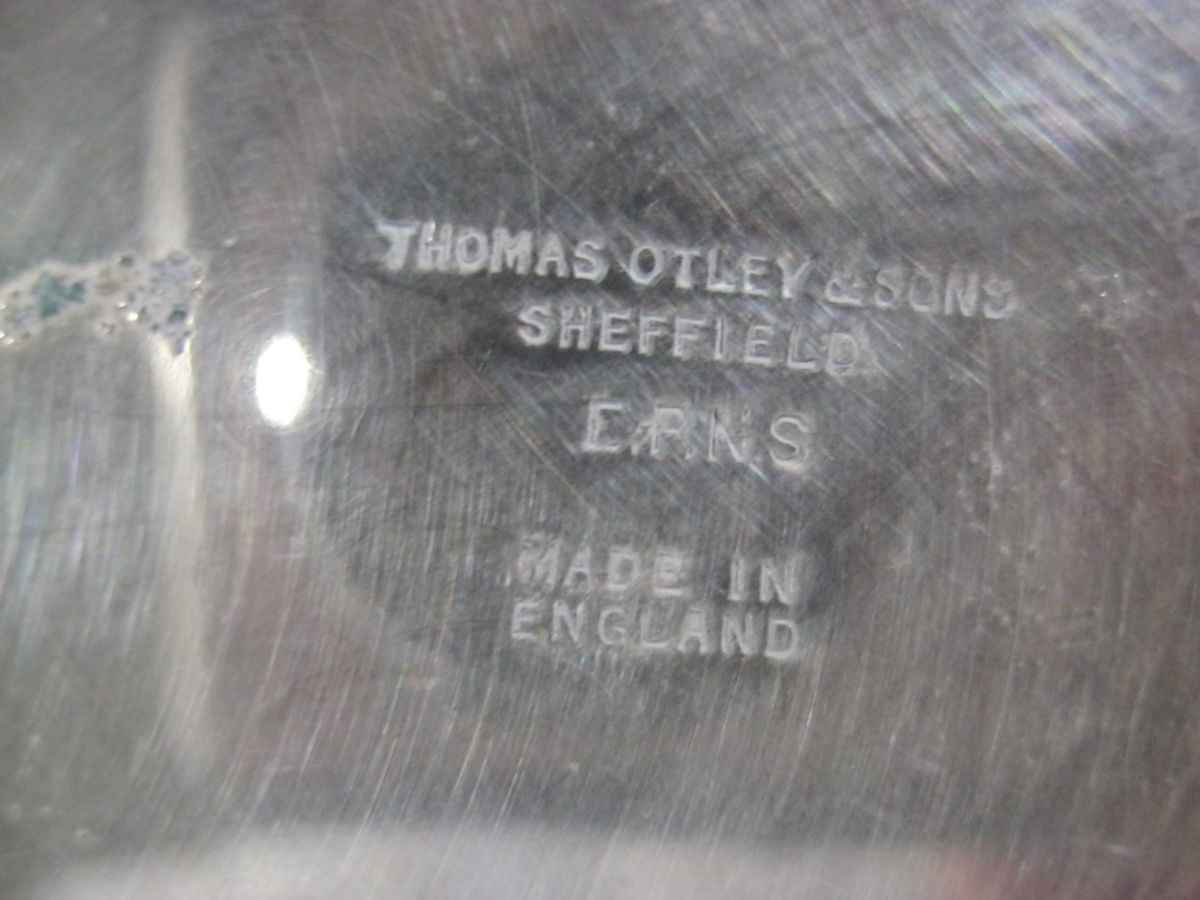 THOMAS OTLEY & SONS
SHEFFIELD
E.P.N.S
MADE IN
ENGLAND